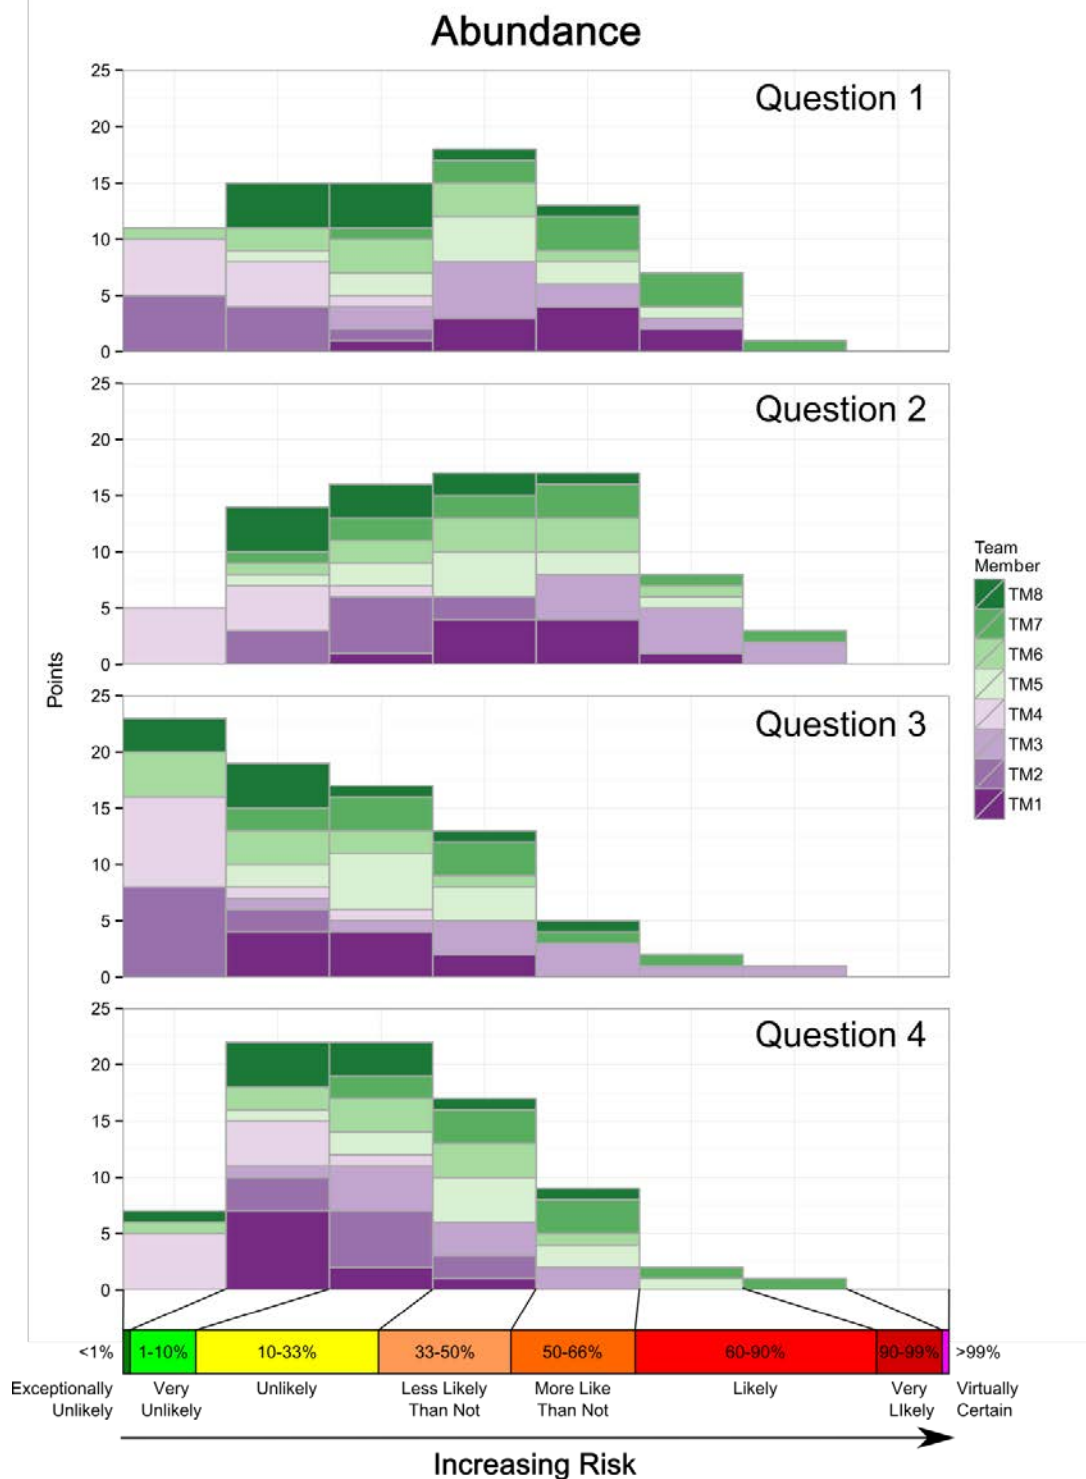 Abundance
25
20
15
10
5
0
Question 1
25
20
15
10
5
0
Question 2
25
20
15
10
5
0
Question 3
25
20
15
10
5
0
Question 4
Points
Team
Member
TM8
TM7
TM6
TM5
TM4
TM3
TM2
TM1
<1% 1-10% 10-33% 33-50% 50-66% 60-90% 90-99% >99%
Exceptionally Very Unlikely Less Likely More Like Likely Very Virtually
Unlikely Unlikely Than Not Than Not LIkely Certain
Increasing Risk